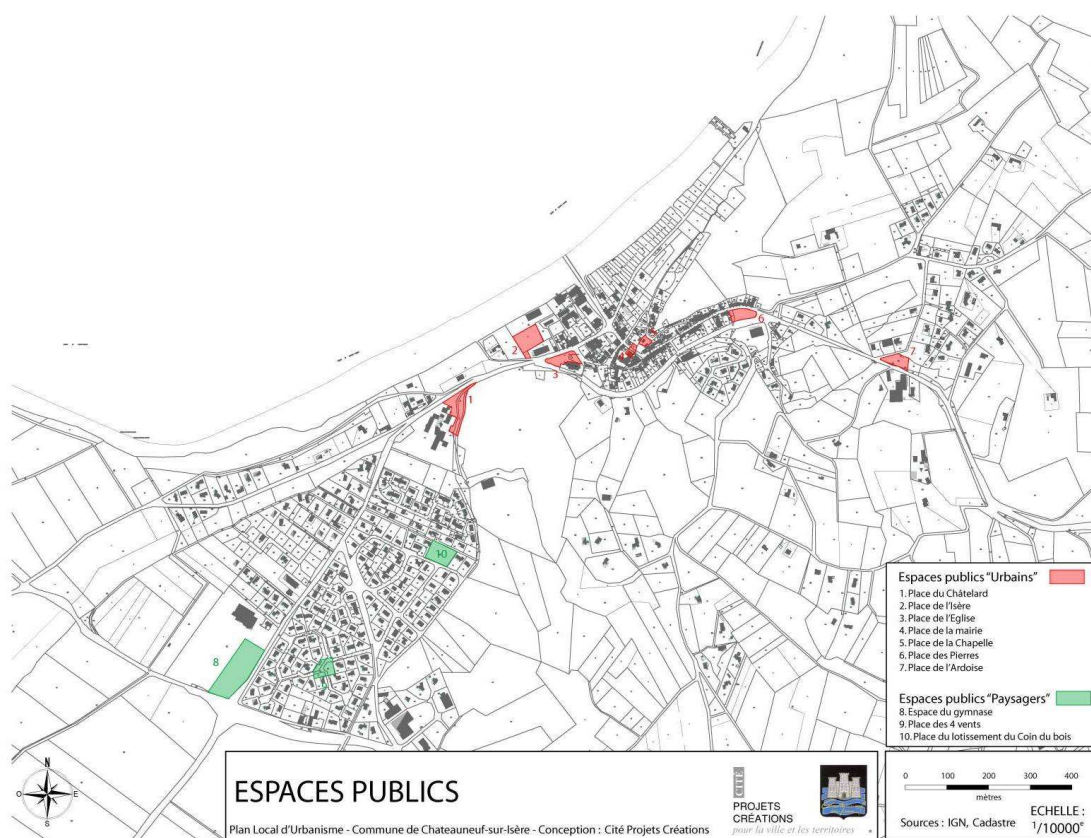 2
3
1
6
7
10
8
Espaces publics "Urbains"
1. Place du Châtelard
2. Place de l'Isère
3. Place de l'Eglise
4. Place de la mairie
5. Place de la Chapelle
6. Place des Pierres
7. Place de l'Ardoise
Espaces publics "Paysagers"
8. Espace du gymnase
9. Place des 4 vents
10. Place du lotissement du Coin du bois
N
O
E
S
ESPACES PUBLICS
Plan Local d'Urbanisme - Commune de Chateauneuf-sur-Isère - Conception : Cité Projets Créations
CITÉ
PROJETS
CRÉATIONS
pour la ville et les territoires
0 100 200 300 400
mètres
Sources : IGN, Cadastre
ECHELLE :
1/10000e